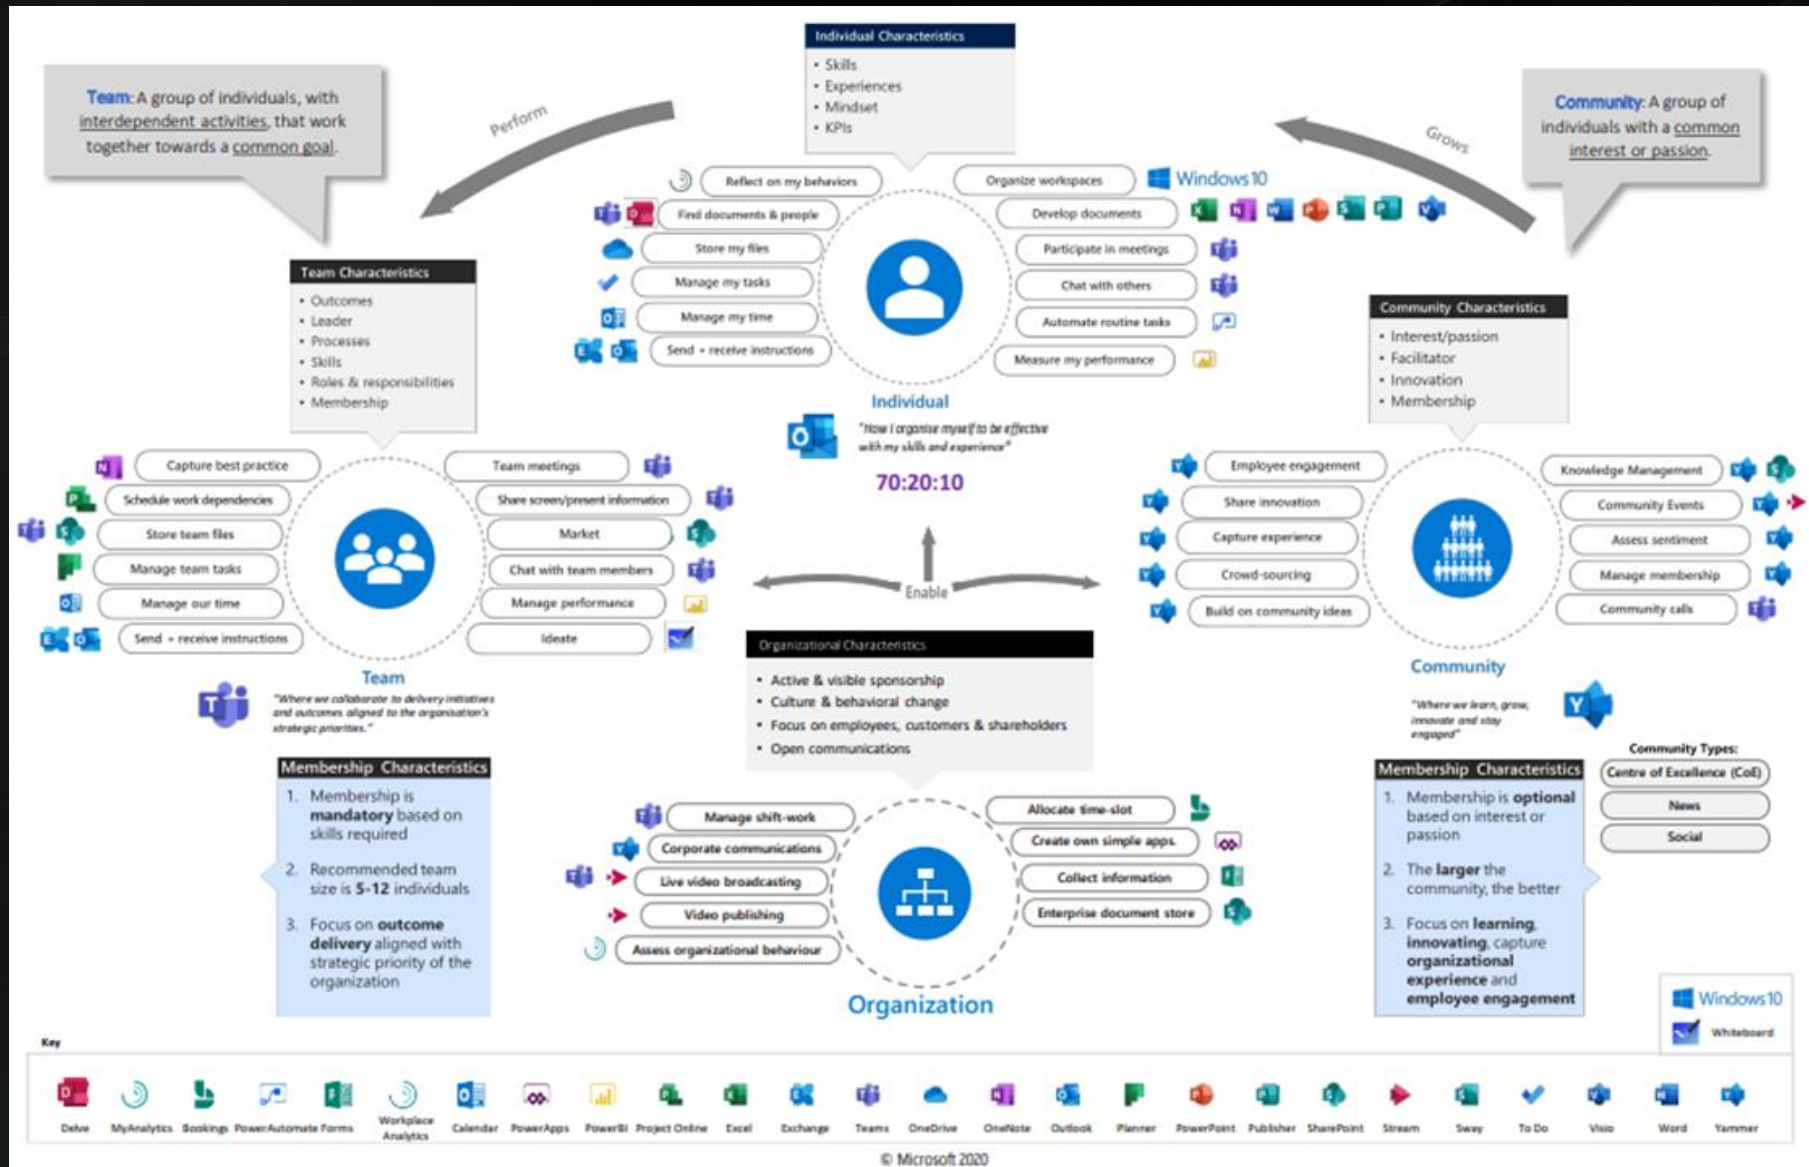 Individual Characteristics
• Skills
• Experiences
• Mindset
• KPIs
Team: A group of individuals, with
interdependent activities, that work
together towards a common goal.
Perform
Grows
Community: A group of
individuals with a common
interest or passion.
Reflect on my behaviors
Find documents & people
Store my files
Manage my tasks
Manage my time
Send + receive instructions
Organize workspaces
Windows 10
Develop documents
Participate in meetings
Chat with others
Automate routine tasks
Measure my performance
Individual
"How I organise myself to be effective
with my skills and experience"
70:20:10
Team Characteristics
• Outcomes
• Leader
• Processes
• Skills
• Roles & responsibilities
• Membership
Capture best practice
Schedule work dependencies
Store team files
Manage team tasks
Manage our time
Send + receive instructions
Team meetings
Share screen/present information
Market
Chat with team members
Manage performance
Ideate
Team
"Where we collaborate to delivery initiatives
and outcomes aligned to the organisation's
strategic priorities."
Membership Characteristics
1. Membership is
mandatory based on
skills required
2. Recommended team
size is 5-12 individuals
3. Focus on outcome
delivery aligned with
strategic priority of the
organization
Enable
Organizational Characteristics
• Active & visible sponsorship
• Culture & behavioral change
• Focus on employees, customers & shareholders
• Open communications
Manage shift-work
Corporate communications
Live video broadcasting
Video publishing
Assess organizational behaviour
Allocate time-slot
Create own simple apps
Collect information
Enterprise document store
Organization
Community Characteristics
• Interest/passion
• Facilitator
• Innovation
• Membership
Employee engagement
Share innovation
Capture experience
Crowd-sourcing
Build on community ideas
Knowledge Management
Community Events
Assess sentiment
Manage membership
Community calls
Community
"Where we learn, grow,
innovate and stay
engaged"
Membership Characteristics
1. Membership is optional
based on interest or
passion
2. The larger the
community, the better
3. Focus on learning,
innovating, capture
organizational
experience and
employee engagement
Community Types:
Centre of Excellence (CoE)
News
Social
Windows 10
Whiteboard
Key
Delve
MyAnalytics
Bookings
PowerAutomate
Forms
Workplace
Analytics
Calendar
PowerApps
PowerBI
Project Online
Excel
Exchange
Teams
OneDrive
OneNote
Outlook
Planner
PowerPoint
Publisher
SharePoint
Stream
Sway
To Do
Visio
Word
Yammer
© Microsoft 2020